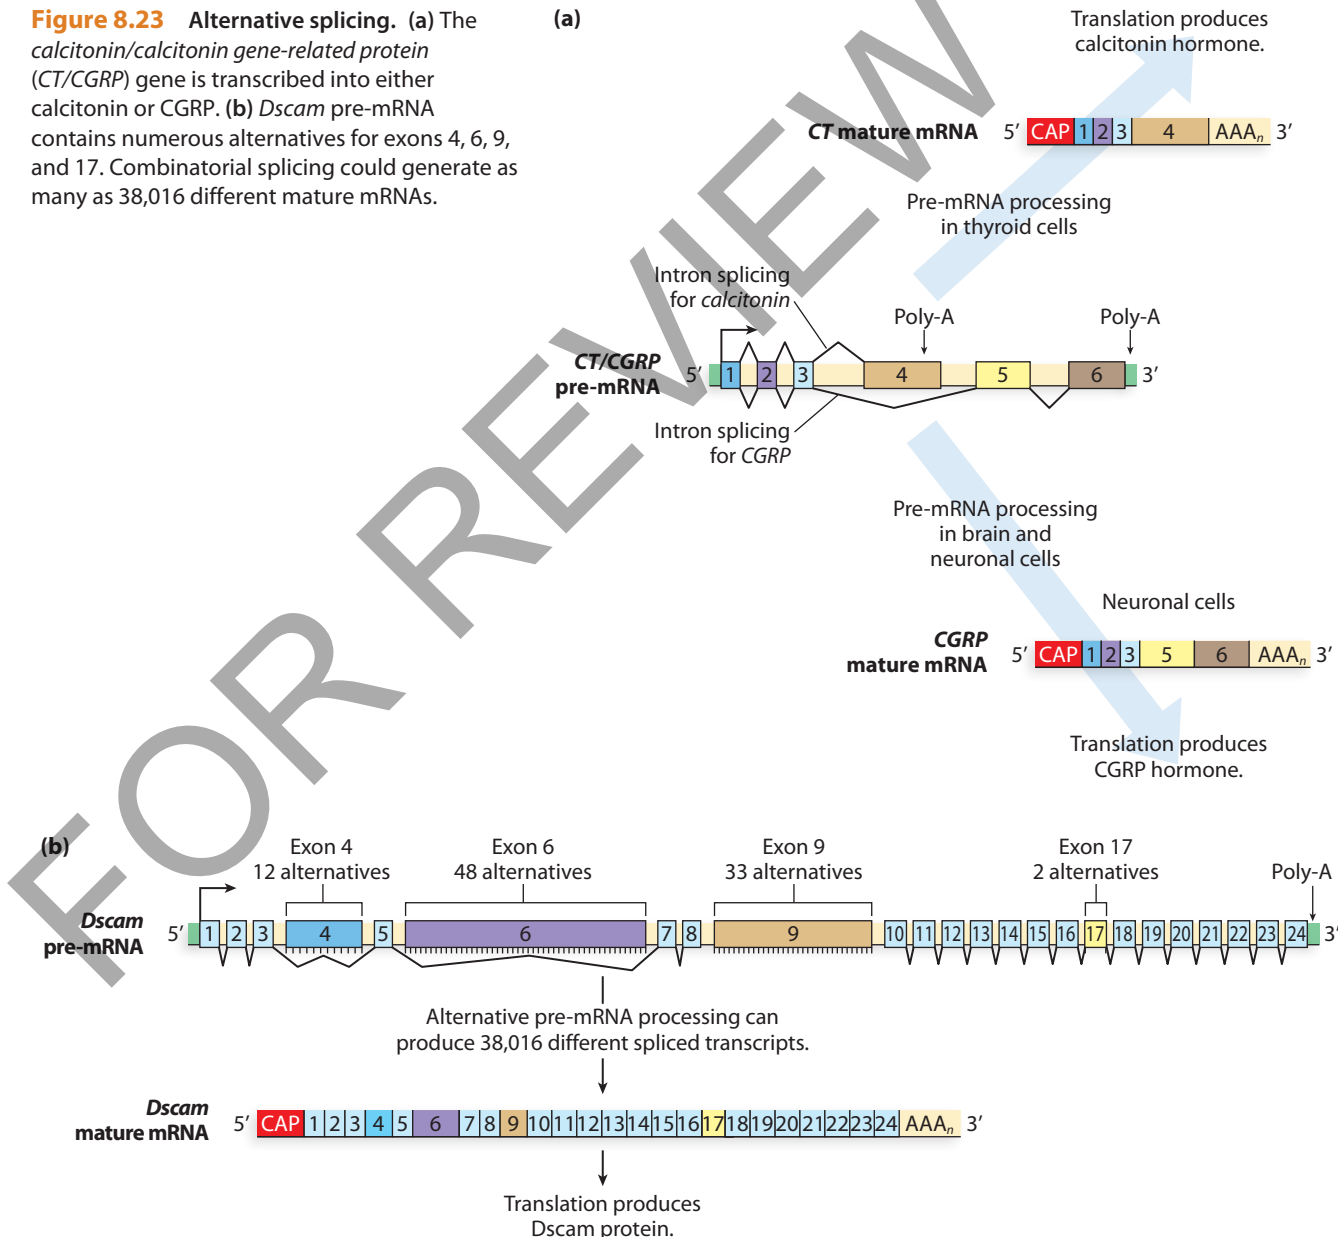 Figure 8.23 Alternative splicing. (a) The
calcitonin/calcitonin gene-related protein
(CT/CGRP) gene is transcribed into either
calcitonin or CGRP. (b) Dscam pre-mRNA
contains numerous alternatives for exons 4, 6, 9,
and 17. Combinatorial splicing could generate as
many as 38,016 different mature mRNAs.
(a)
Translation produces
calcitonin hormone.
CT mature mRNA 5′ CAP 1 2 3 4 AAAn 3′
Pre-mRNA processing
in thyroid cells
Intron splicing
for calcitonin
Poly-A Poly-A
CT/CGRP
pre-mRNA
5′ 1 2 3 4 5 6 3′
Intron splicing
for CGRP
Pre-mRNA processing
in brain and
neuronal cells
Neuronal cells
CGRP
mature mRNA
5′ CAP 1 2 3 5 6 AAAn 3′
Translation produces
CGRP hormone.
(b)
Exon 4
12 alternatives
Exon 6
48 alternatives
Exon 9
33 alternatives
Exon 17
2 alternatives
Poly-A
Dscam
pre-mRNA
5′ 1 2 3 4 5 6 7 8 9 10 11 12 13 14 15 16 17 18 19 20 21 22 23 24 3′
Alternative pre-mRNA processing can
produce 38,016 different spliced transcripts.
Dscam
mature mRNA
5′ CAP 1 2 3 4 5 6 7 8 9 10 11 12 13 14 15 16 17 18 19 20 21 22 23 24 AAAn 3′
Translation produces
Dscam protein.
FOR REVIEW